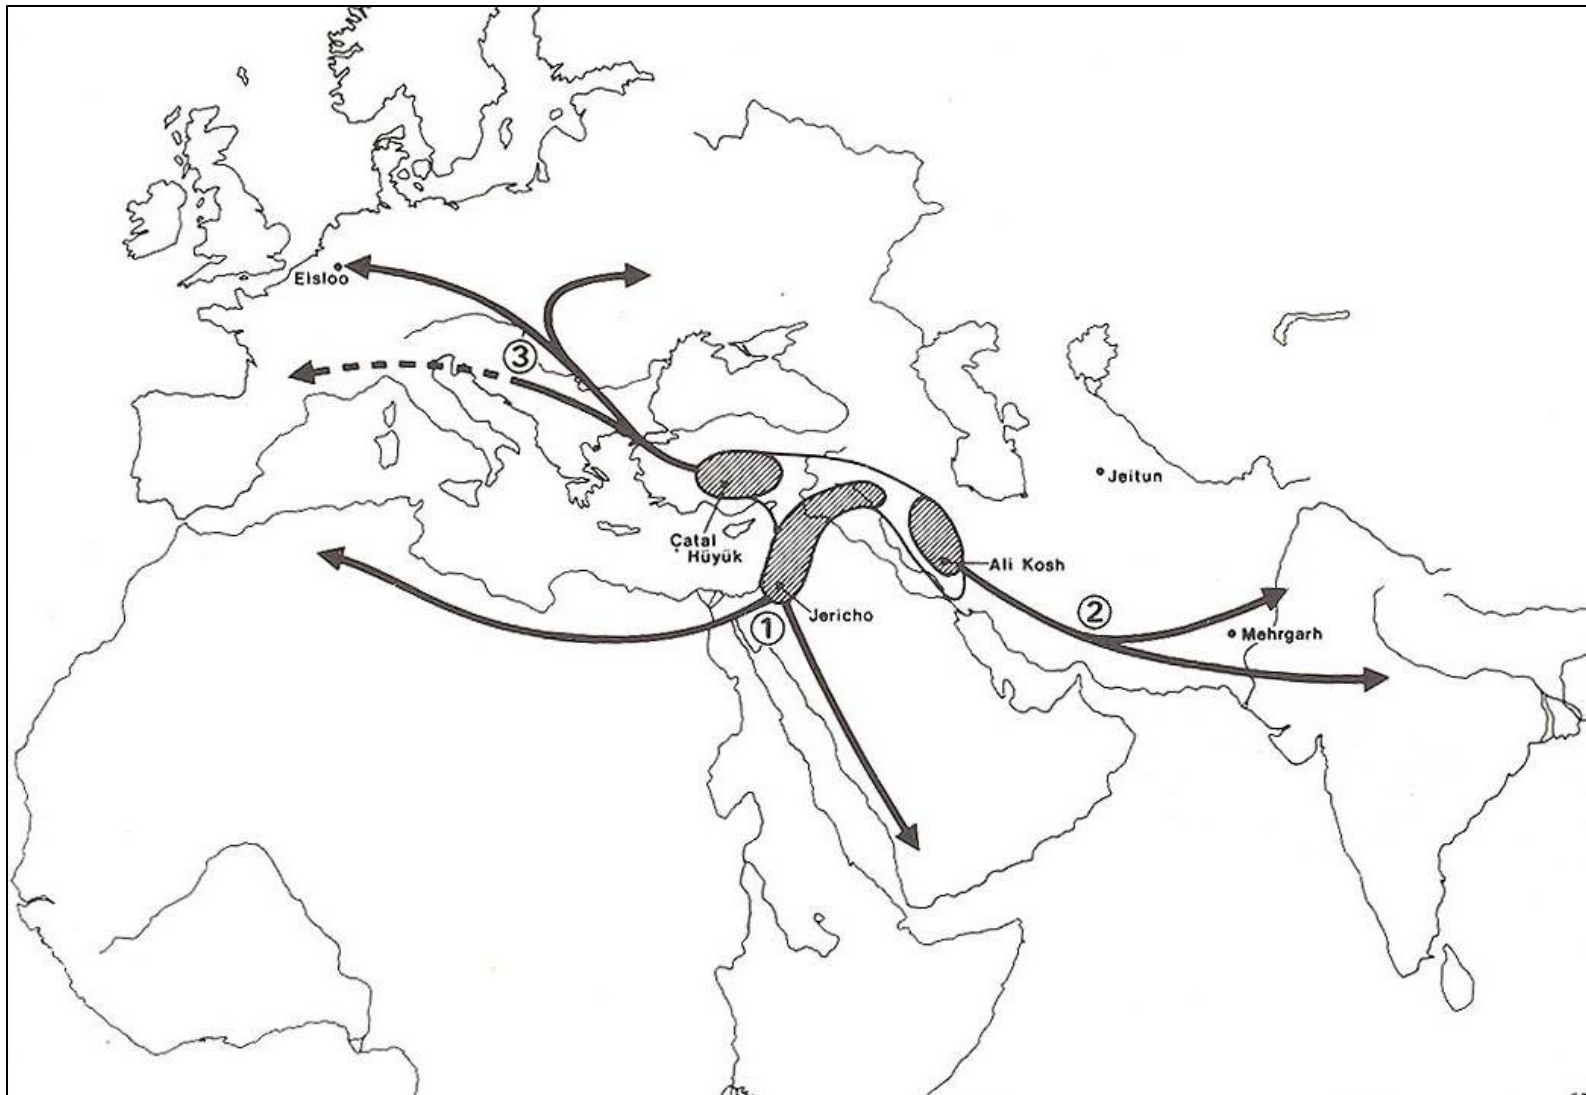 Elsloo
3
Jeitun
Çatal
Hüyük
Ali Kosh
Jericho
1
2
Mehrgarh